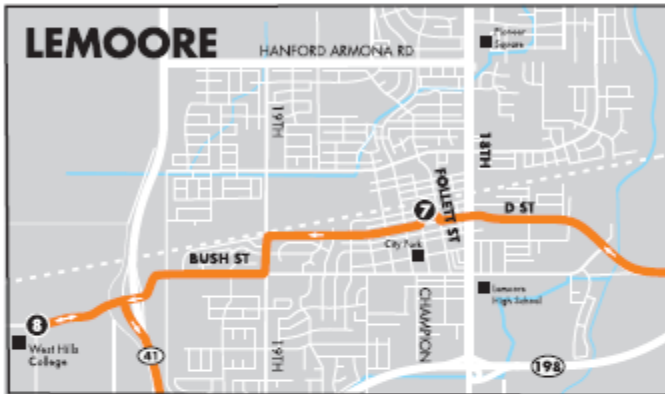 LEMOORE
HANFORD ARMONA RD
Pioneer
Square
19TH
18TH
FOLLETT ST
7
D ST
City Park
BUSH ST
Lemoore
High School
CHAMPION
8
West Hills
College
41
19TH
198